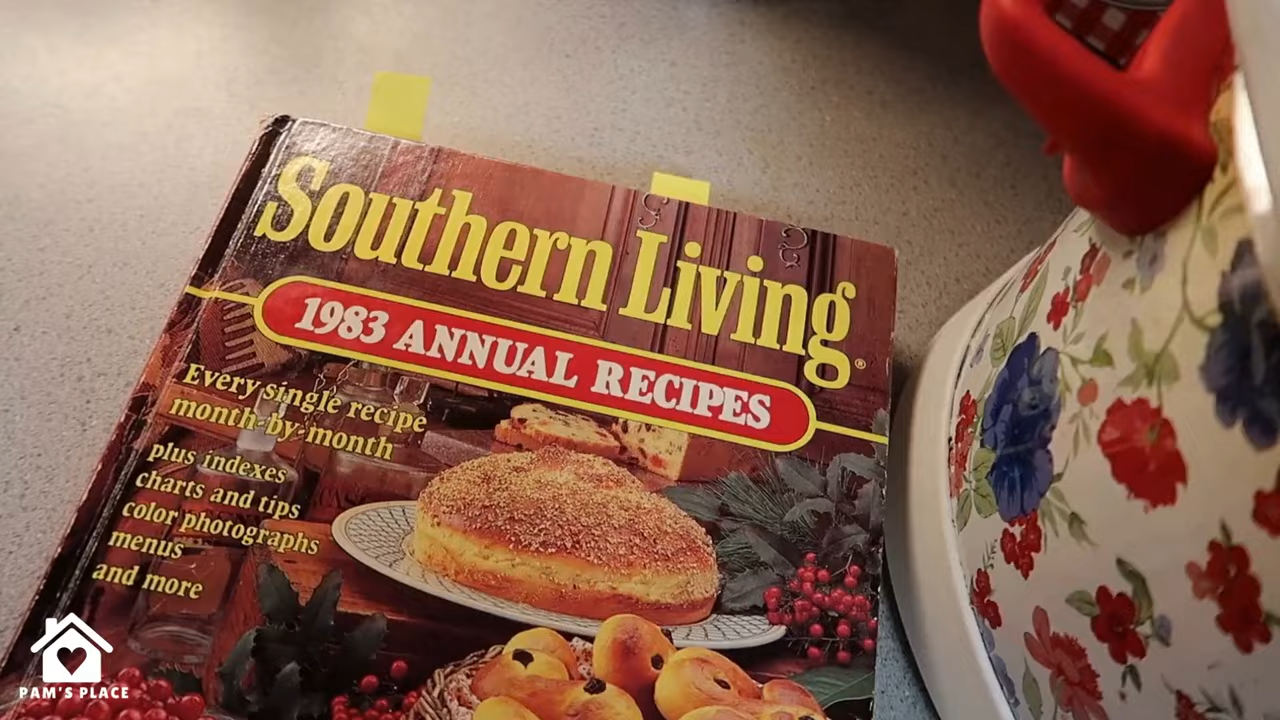 Southern Living®
1983 ANNUAL RECIPES
Every single recipe
month-by-month
plus indexes
charts and tips
color photographs
menus
and more
PAM'S PLACE